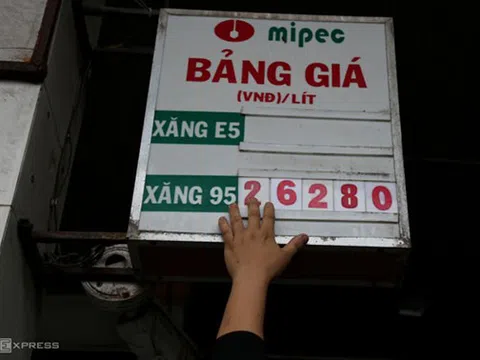 mipec
BẢNG GIÁ
(VNĐ)/LÍT
XĂNG E5
XĂNG 95 26280
EXPRESS